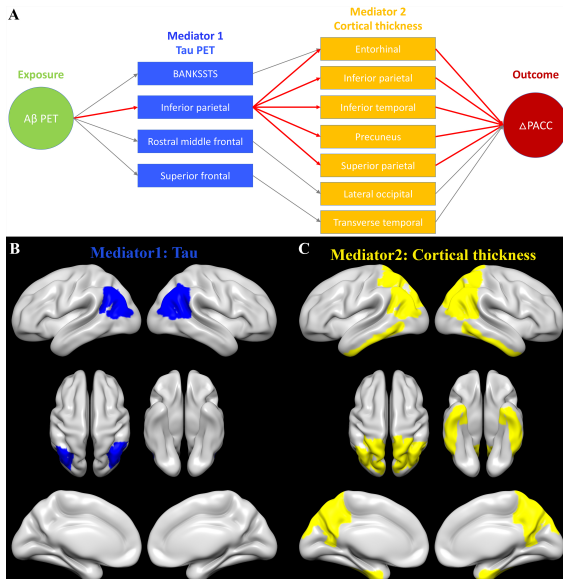 A
Mediator 2
Cortical thickness
Mediator 1
Tau PET
Exposure
Outcome
Aβ PET
BANKSSTS
Inferior parietal
Rostral middle frontal
Superior frontal
Entorhinal
Inferior parietal
Inferior temporal
Precuneus
Superior parietal
Lateral occipital
Transverse temporal
△PACC
B
Mediator1: Tau
C
Mediator2: Cortical thickness